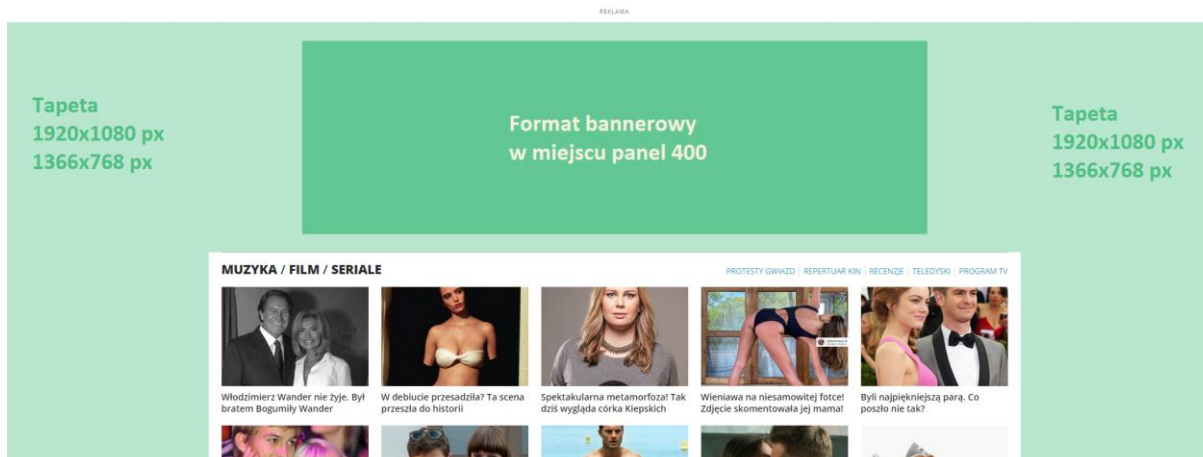 REKLAMA
Tapeta
1920x1080 px
1366x768 px
Format bannerowy
w miejscu panel 400
Tapeta
1920x1080 px
1366x768 px
MUZYKA / FILM / SERIALE
PROTESTY GWIAZD | REPERTUAR KIN | RECENZJE | TELEDYSKI | PROGRAM TV
Włodzimierz Wander nie żyje. Był
bratem Bogumiły Wander
W debiucie przesadziła? Ta scena
przeszła do historii
Spektakularna metamorfoza! Tak
dziś wygląda córka Kiepskich
Wieniawa na niesamowitej fotce!
Zdjęcie skomentowała jej mama!
Byli najpiękniejszą parą. Co
poszło nie tak?